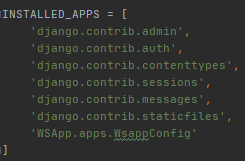 INSTALLED_APPS = [
'django.contrib.admin',
'django.contrib.auth',
'django.contrib.contenttypes',
'django.contrib.sessions',
'django.contrib.messages',
'django.contrib.staticfiles',
'WSApp.apps.WsappConfig'
]